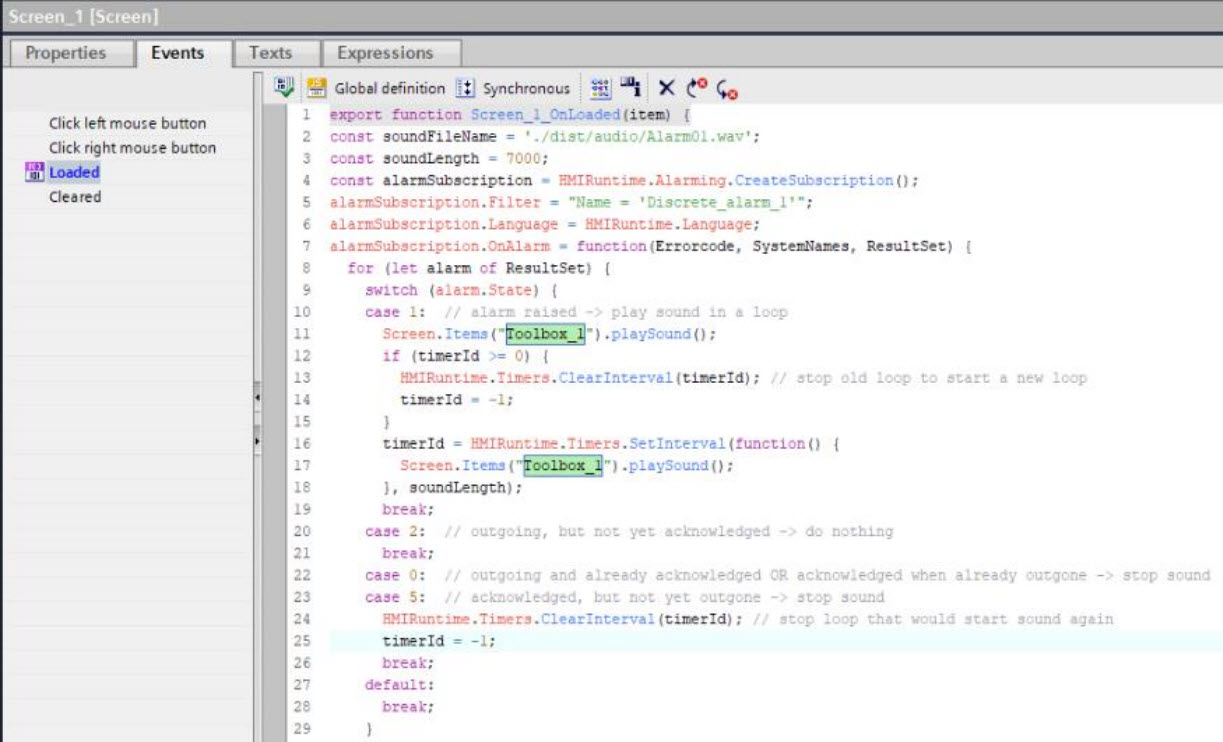 Screen_1 [Screen]
Properties Events Texts Expressions
Global definition Synchronous
Click left mouse button
Click right mouse button
Loaded
Cleared
1 export function Screen_1_OnLoaded(item) {
2 const soundFileName = './dist/audio/Alarm01.wav';
3 const soundLength = 7000;
4 const alarmSubscription = HMIRuntime.Alarming.CreateSubscription();
5 alarmSubscription.Filter = "Name = 'Discrete_alarm_1'";
6 alarmSubscription.Language = HMIRuntime.Language;
7 alarmSubscription.OnAlarm = function(Errorcode, SystemNames, ResultSet) {
8 for (let alarm of ResultSet) {
9 switch (alarm.State) {
10 case 1: // alarm raised -> play sound in a loop
11 Screen.Items("Toolbox_1").playSound();
12 if (timerId >= 0) {
13 HMIRuntime.Timers.ClearInterval(timerId); // stop old loop to start a new loop
14 timerId = -1;
15 }
16 timerId = HMIRuntime.Timers.SetInterval(function() {
17 Screen.Items("Toolbox_1").playSound();
18 }, soundLength);
19 break;
20 case 2: // outgoing, but not yet acknowledged -> do nothing
21 break;
22 case 0: // outgoing and already acknowledged OR acknowledged when already outgone -> stop sound
23 case 5: // acknowledged, but not yet outgone -> stop sound
24 HMIRuntime.Timers.ClearInterval(timerId); // stop loop that would start sound again
25 timerId = -1;
26 break;
27 default:
28 break;
29 }